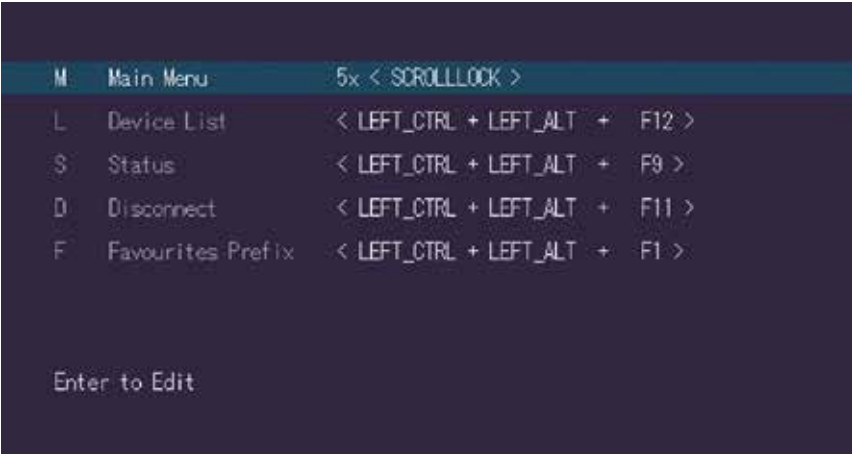 M Main Menu 5x < SCROLLLOCK >
L Device List < LEFT_CTRL + LEFT_ALT + F12 >
S Status < LEFT_CTRL + LEFT_ALT + F9 >
D Disconnect < LEFT_CTRL + LEFT_ALT + F11 >
F Favourites Prefix < LEFT_CTRL + LEFT_ALT + F1 >
Enter to Edit